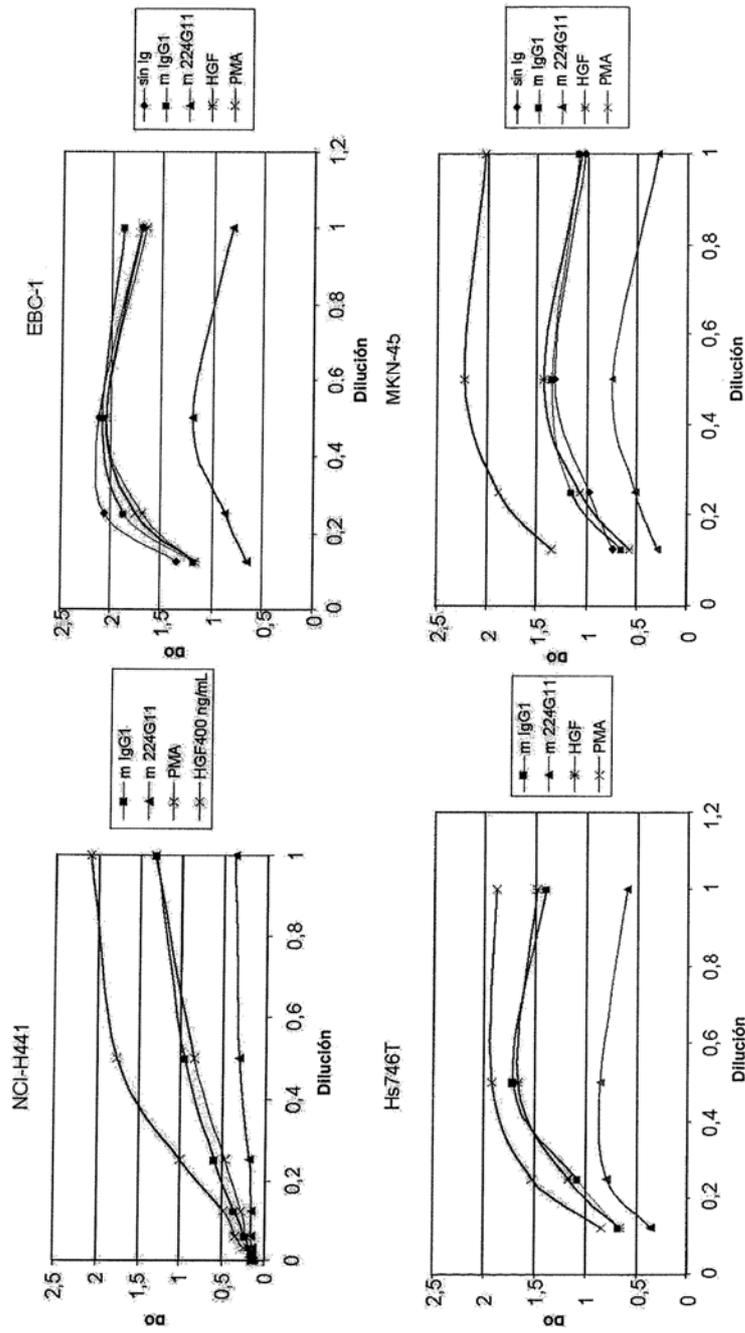 NCI-H441
DO
2,5
2
1,5
1
0,5
0
0
0,2
0,4
0,6
0,8
1
Dilución
m IgG1
m 224G11
PMA
HGF400 ng/mL
EBC-1
DO
2,5
2
1,5
1
0,5
0
0
0,2
0,4
0,6
0,8
1
1,2
Dilución
sin Ig
m IgG1
m 224G11
HGF
PMA
Hs746T
DO
2,5
2
1,5
1
0,5
0
0
0,2
0,4
0,6
0,8
1
1,2
Dilución
m IgG1
m 224G11
HGF
PMA
MKN-45
DO
2,5
2
1,5
1
0,5
0
0
0,2
0,4
0,6
0,8
1
Dilución
sin Ig
m IgG1
m 224G11
HGF
PMA